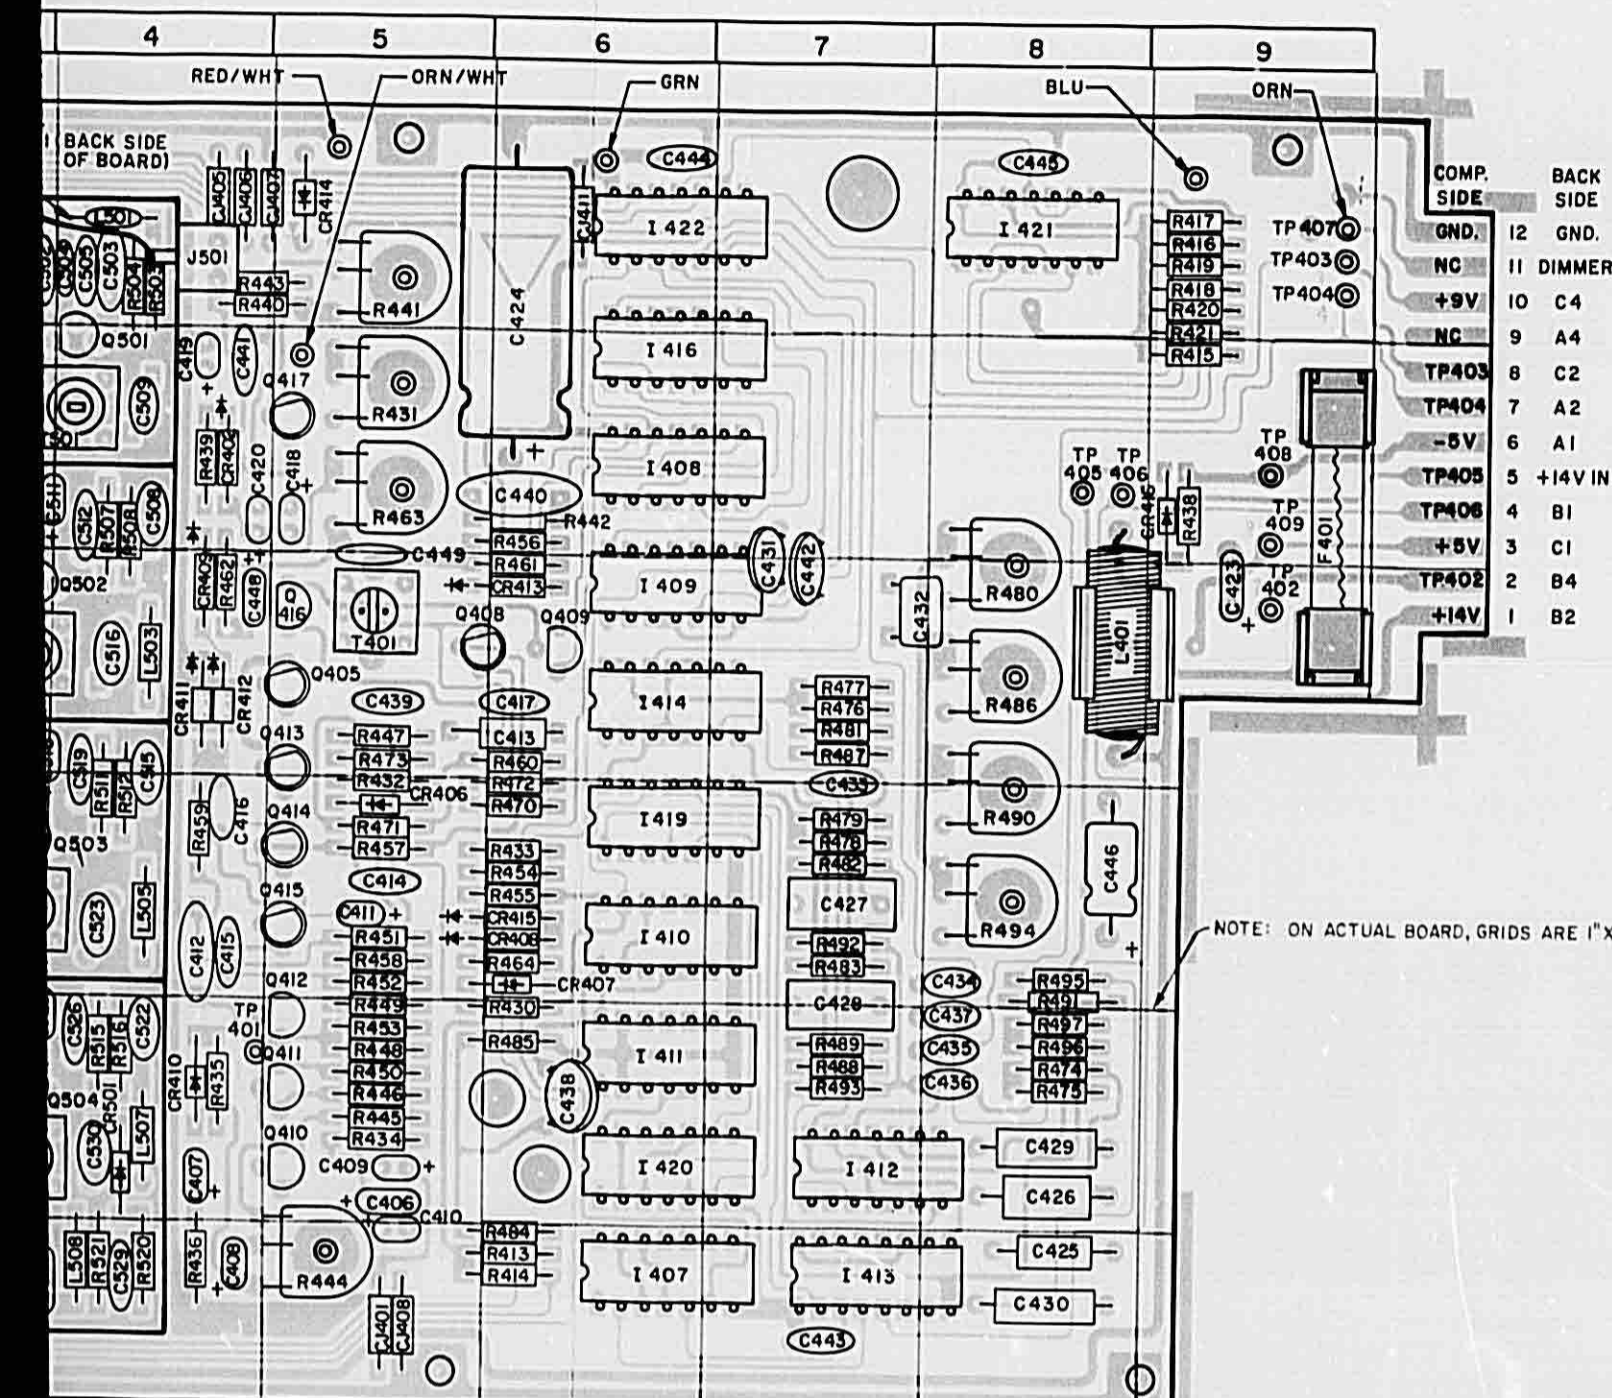 4 5 6 7 8 9
RED/WHT ORN/WHT GRN BLU ORN
(BACK SIDE
OF BOARD)
COMP. BACK
SIDE SIDE
GND. 12 GND.
NC 11 DIMMER
+9V 10 C4
NC 9 A4
TP403 8 C2
TP404 7 A2
-5V 6 A1
TP405 5 +14V IN
TP406 4 B1
+5V 3 C1
TP402 2 B4
+14V 1 B2
L501
C504
C505
C503
R504
R503
J501
CJ405
CJ406
CJ407
CR414
R443
R440
Q501
C419
+
C441
Q417
C509
R439
CR402
C420
C418
+
C511
+
C512
R507
R508
C508
CR409
R462
C448
+
Q
416
Q502
C516
L503
CR411
CR412
Q405
Q413
C519
R511
R512
C515
R459
C416
Q414
Q503
Q415
C523
L505
C412
C415
Q412
TP
401
Q411
C526
R515
R516
C522
CR410
R435
Q504
CR501
C530
L507
Q410
C407
+
L508
R521
C529
R520
R436
C408
+
R441
R431
R463
C449
T401
C439
R447
R473
R432
CR406
R471
R457
C414
C411 +
R451
R458
R452
R449
R453
R448
R450
R446
R445
R434
C409 +
+ C406
+ C410
R444
CJ401
CJ408
C424
+
CJ411
C444
I 422
I 416
I 408
C440
R442
R456
R461
CR413
Q408
Q409
I 409
C431
C442
C417
C413
R460
R472
R470
I 414
I 419
R433
R454
R455
CR415
CR408
R464
CR407
R430
R485
I 410
I 411
C438
I 420
R484
R413
R414
I 407
C432
R477
R476
R481
R487
C433
R479
R478
R482
C427
R492
R483
C428
R489
R488
R493
I 412
I 413
C443
C445
I 421
R417
R416
R419
R418
R420
R421
R415
TP407
TP403
TP404
TP
405
TP
406
CR416
R438
TP
408
TP
409
TP
402
C423
+
F401
R480
L401
R486
R490
C446
+
R494
C434
C437
C435
C436
R495
R491
R497
R496
R474
R475
C429
C426
C425
C430
NOTE: ON ACTUAL BOARD, GRIDS ARE 1"X